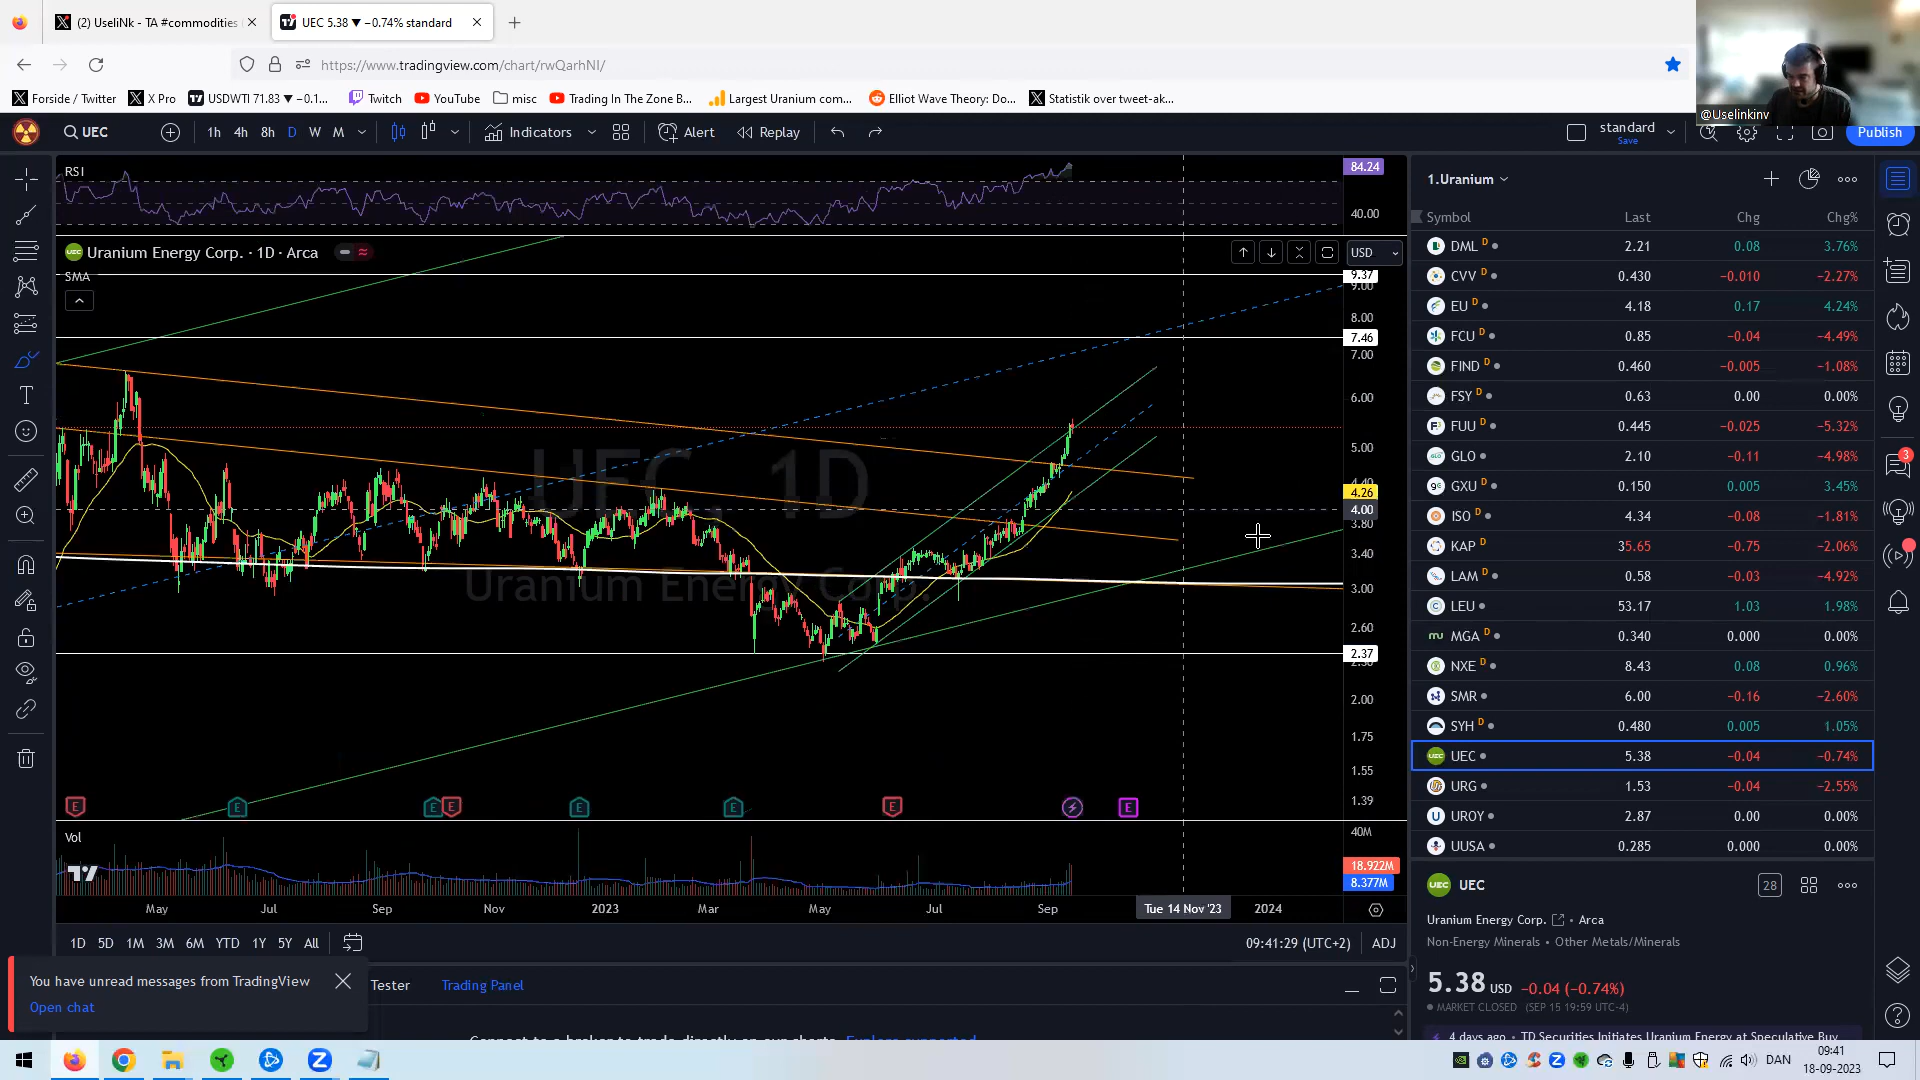 (2) UseliNk - TA #commodities
UEC 5.38 ▼ −0.74% standard
https://www.tradingview.com/chart/rwQarhNI/
Forside / Twitter
X Pro
USDWTI 71.83 ▼ −0.1...
Twitch
YouTube
misc
Trading In The Zone B...
Largest Uranium com...
Elliot Wave Theory: Do...
Statistik over tweet-ak...
@Uselinkinv
UEC
1h 4h 8h D W M
Indicators
Alert
Replay
standard
Save
Publish
RSI
84.24
40.00
Uranium Energy Corp. · 1D · Arca
USD
SMA
9.37
9.00
8.00
7.46
7.00
6.00
5.00
4.26
4.00
3.80
3.40
3.00
2.60
2.37
2.00
1.75
1.55
1.39
UEC, 1D
Uranium Energy Corp.
E E E E E E E E
Vol
40M
18.922M
8.377M
May Jul Sep Nov 2023 Mar May Jul Sep Tue 14 Nov '23 2024
1D 5D 1M 3M 6M YTD 1Y 5Y All
09:41:29 (UTC+2) ADJ
You have unread messages from TradingView
Open chat
Tester
Trading Panel
1.Uranium
Symbol Last Chg Chg%
DML D 2.21 0.08 3.76%
CVV D 0.430 −0.010 −2.27%
EU D 4.18 0.17 4.24%
FCU D 0.85 −0.04 −4.49%
FIND D 0.460 −0.005 −1.08%
FSY D 0.63 0.00 0.00%
FUU D 0.445 −0.025 −5.32%
GLO 2.10 −0.11 −4.98%
GXU D 0.150 0.005 3.45%
ISO D 4.34 −0.08 −1.81%
KAP D 35.65 −0.75 −2.06%
LAM D 0.58 −0.03 −4.92%
LEU 53.17 1.03 1.98%
MGA D 0.340 0.000 0.00%
NXE D 8.43 0.08 0.96%
SMR 6.00 −0.16 −2.60%
SYH D 0.480 0.005 1.05%
UEC 5.38 −0.04 −0.74%
URG 1.53 −0.04 −2.55%
UROY 2.87 0.00 0.00%
UUSA 0.285 0.000 0.00%
3
UEC
28
Uranium Energy Corp. • Arca
Non-Energy Minerals • Other Metals/Minerals
5.38 USD −0.04 (−0.74%)
MARKET CLOSED (SEP 15 19:59 UTC-4)
4 days ago • TD Securities Initiates Uranium Energy at Speculative Buy
DAN
09:41
18-09-2023